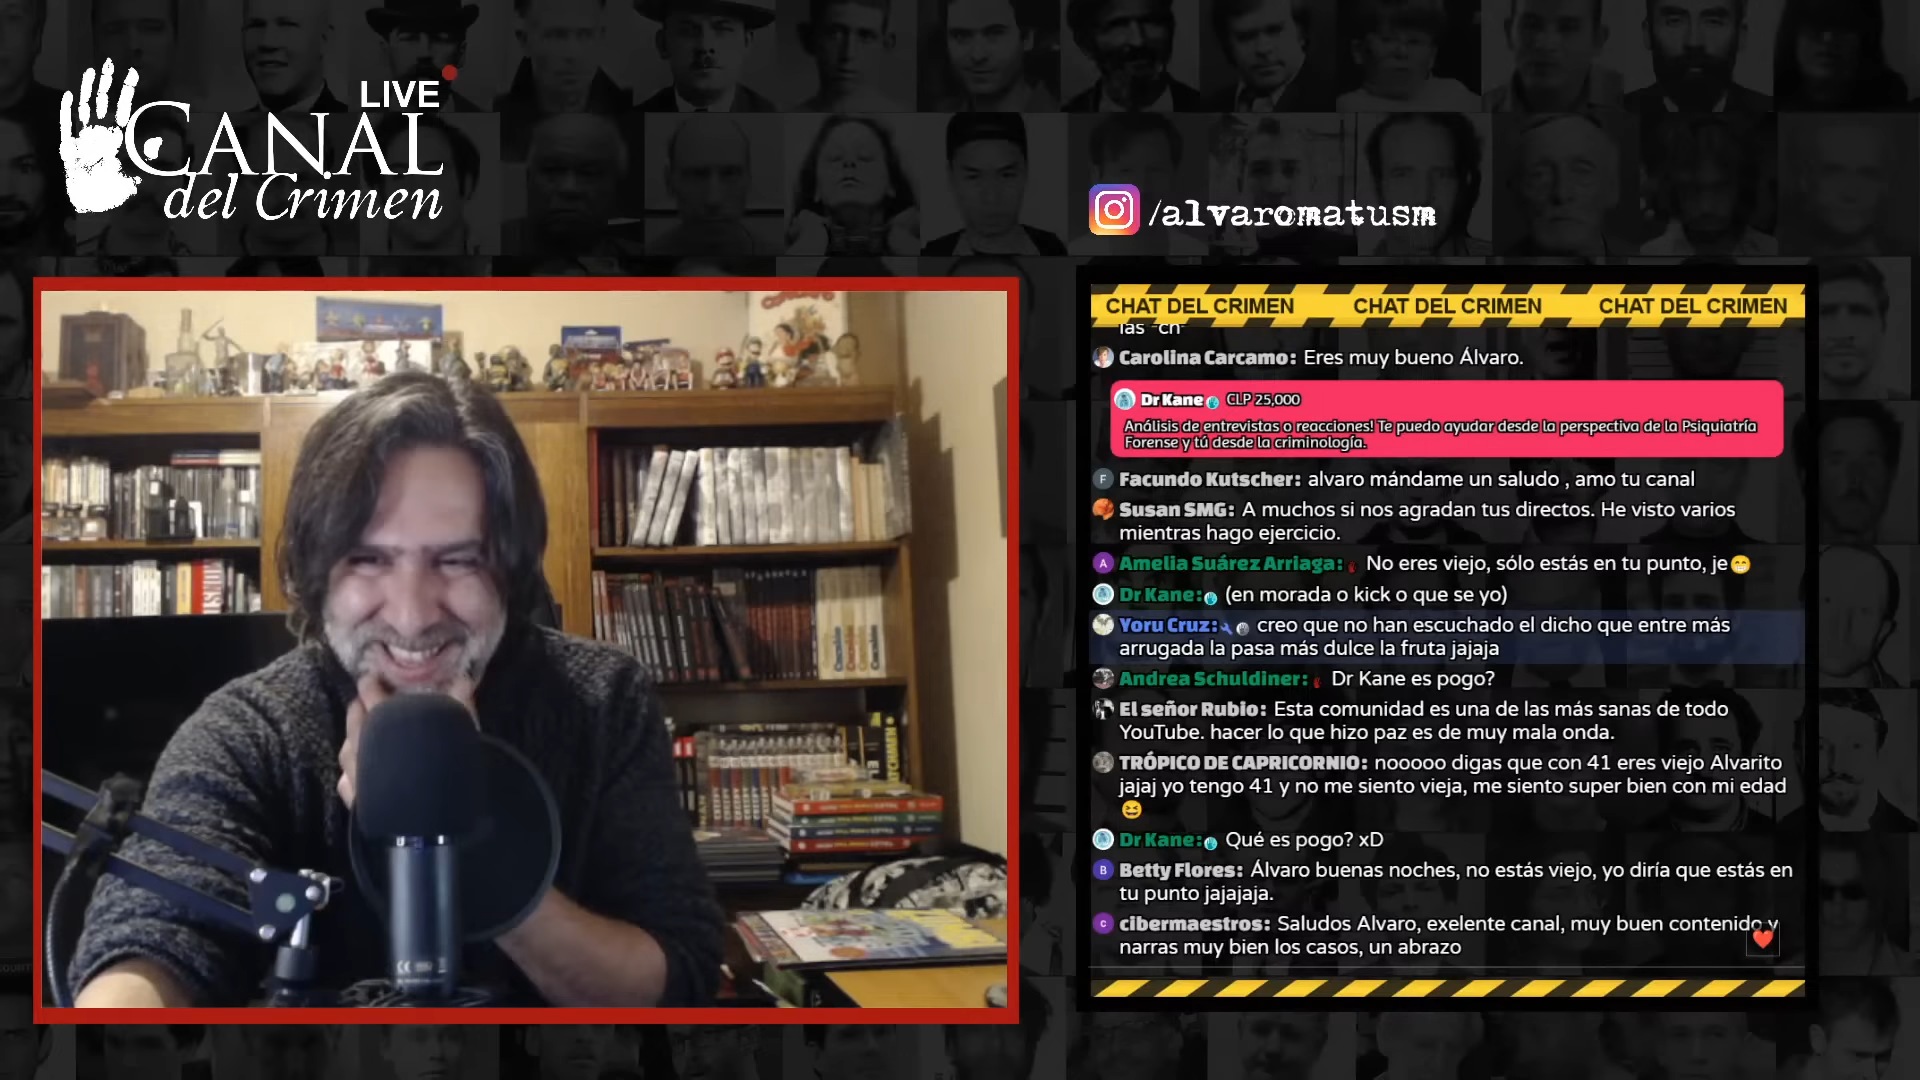 LIVE
CANAL
del Crimen
/alvaromatusm
CHAT DEL CRIMEN CHAT DEL CRIMEN CHAT DEL CRIMEN
las -ch-
Carolina Carcamo: Eres muy bueno Álvaro.
Dr Kane CLP 25,000
Análisis de entrevistas o reacciones! Te puedo ayudar desde la perspectiva de la Psiquiatría
Forense y tú desde la criminología.
F Facundo Kutscher: alvaro mándame un saludo , amo tu canal
Susan SMG: A muchos si nos agradan tus directos. He visto varios
mientras hago ejercicio.
A Amelia Suárez Arriaga: No eres viejo, sólo estás en tu punto, je😁
Dr Kane: (en morada o kick o que se yo)
Yoru Cruz: creo que no han escuchado el dicho que entre más
arrugada la pasa más dulce la fruta jajaja
Andrea Schuldiner: Dr Kane es pogo?
El señor Rubio: Esta comunidad es una de las más sanas de todo
YouTube. hacer lo que hizo paz es de muy mala onda.
TRÓPICO DE CAPRICORNIO: nooooo digas que con 41 eres viejo Alvarito
jajaj yo tengo 41 y no me siento vieja, me siento super bien con mi edad
😆
Dr Kane: Qué es pogo? xD
B Betty Flores: Álvaro buenas noches, no estás viejo, yo diría que estás en
tu punto jajajaja.
c cibermaestros: Saludos Alvaro, exelente canal, muy buen contenido y
narras muy bien los casos, un abrazo